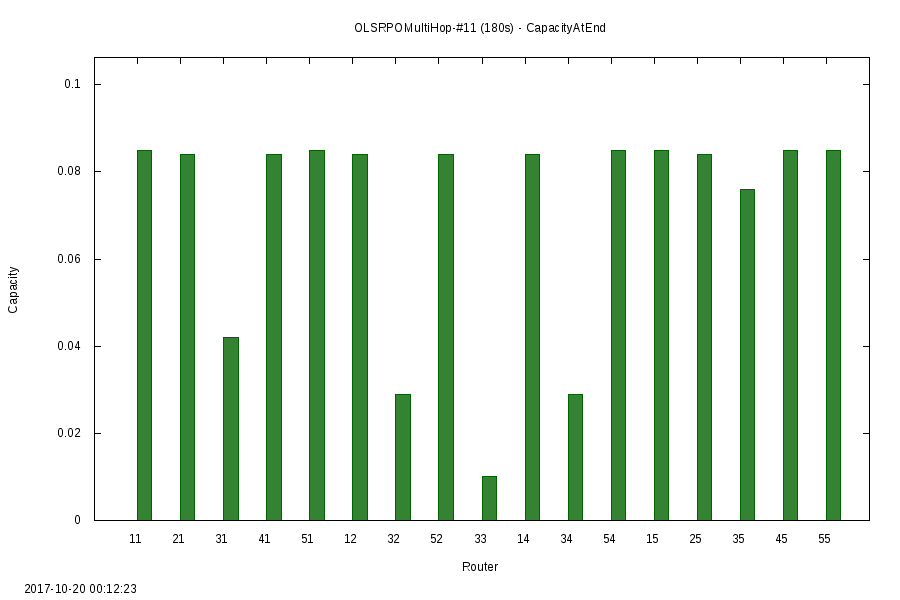 OLSRPOMultiHop-#11 (180s) - CapacityAtEnd
0.1
0.08
0.06
0.04
0.02
0
Capacity
11 21 31 41 51 12 32 52 33 14 34 54 15 25 35 45 55
Router
2017-10-20 00:12:23